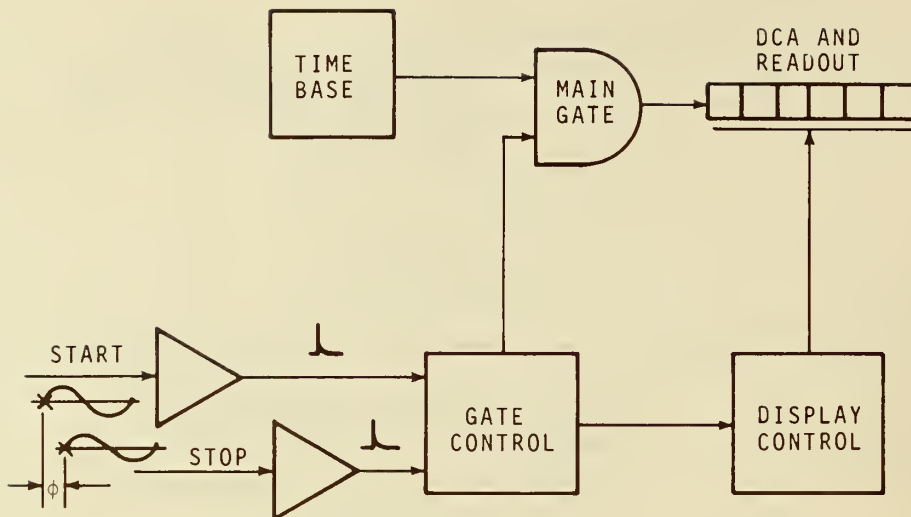 TIME
BASE
MAIN
GATE
DCA AND
READOUT
START
STOP
GATE
CONTROL
DISPLAY
CONTROL
ϕ